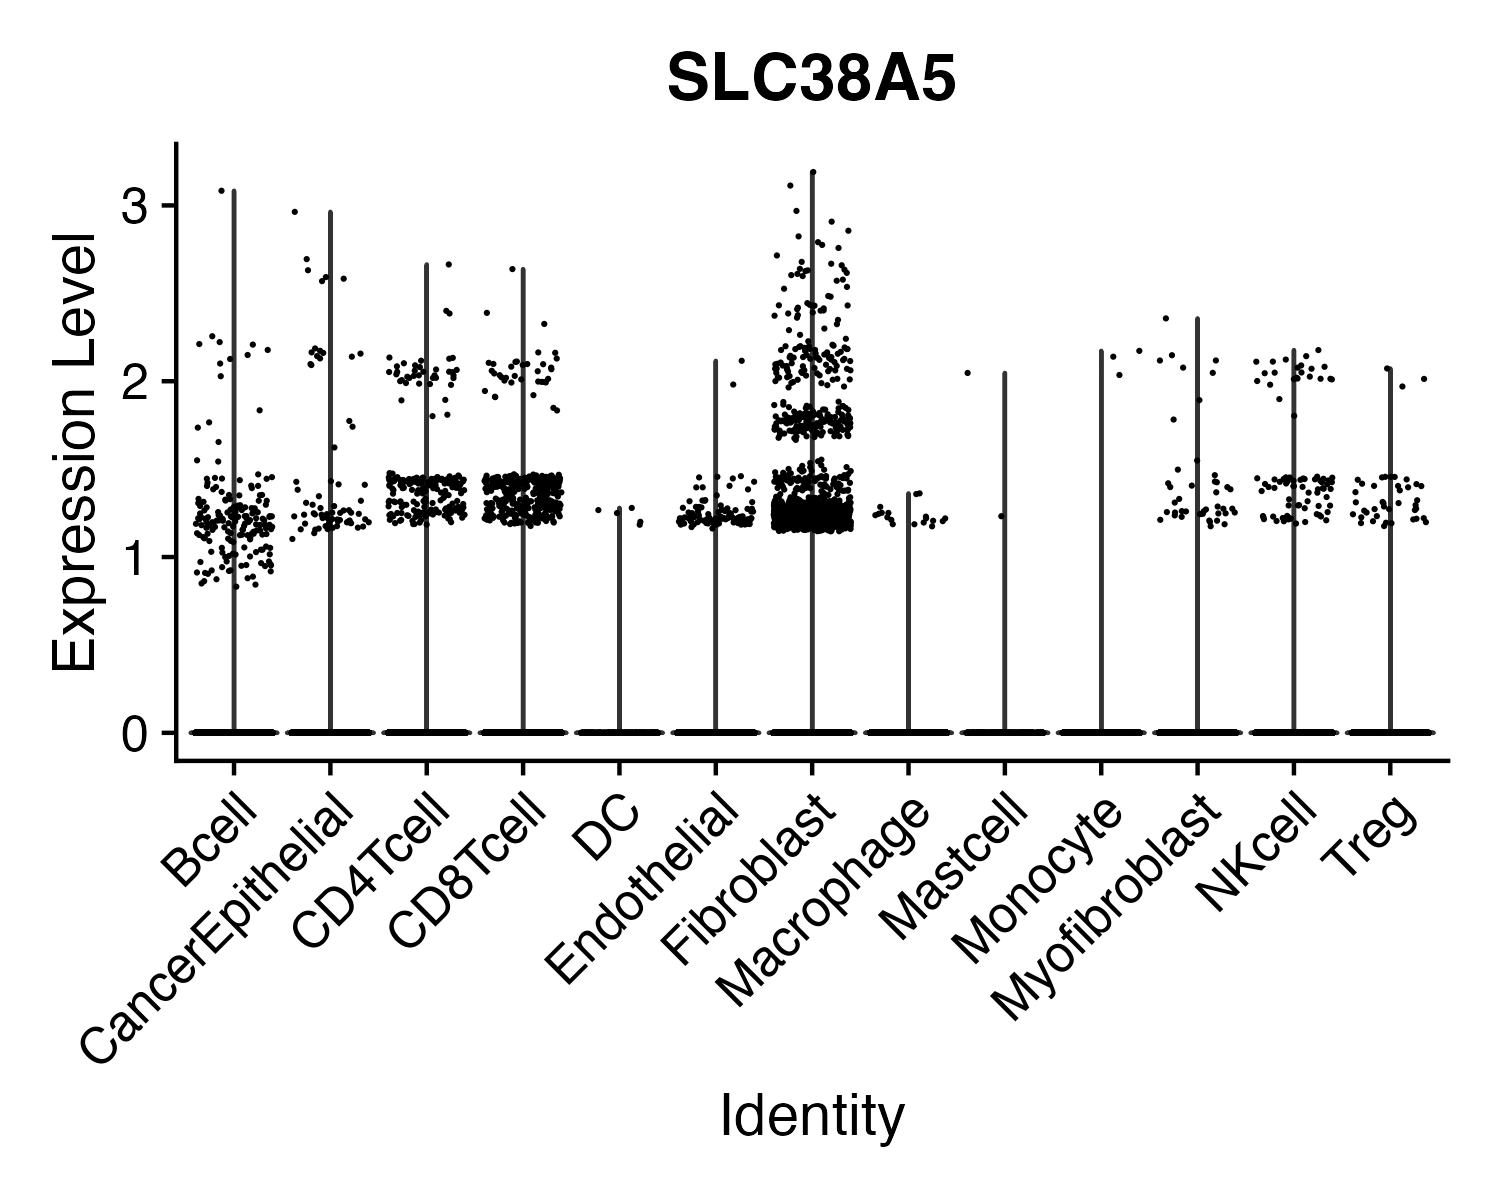 SLC38A5
Expression Level
3
2
1
0
Bcell
CancerEpithelial
CD4Tcell
CD8Tcell
DC
Endothelial
Fibroblast
Macrophage
Mastcell
Monocyte
Myofibroblast
NKcell
Treg
Identity